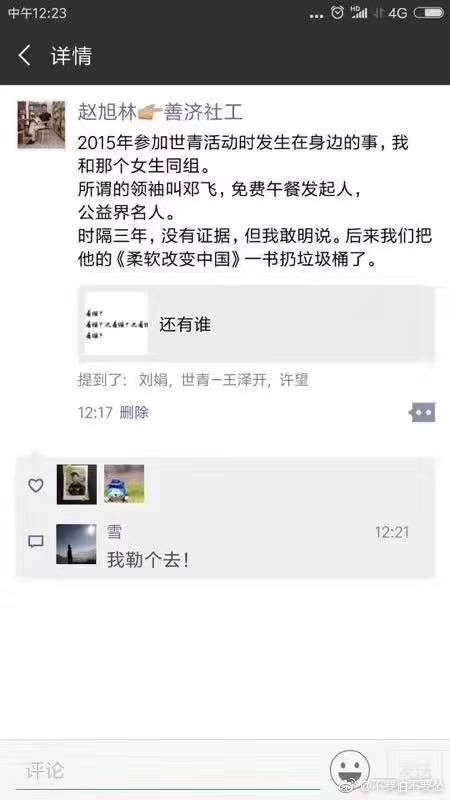 中午12:23
HD
4G
详情
赵旭林👉善济社工
2015年参加世青活动时发生在身边的事，我
和那个女生同组。
所谓的领袖叫邓飞，免费午餐发起人，
公益界名人。
时隔三年，没有证据，但我敢明说。后来我们把
他的《柔软改变中国》一书扔垃圾桶了。
还有谁
提到了： 刘娟，世青—王泽开，许望
12:17 删除
雪 12:21
我勒个去！
评论
发送